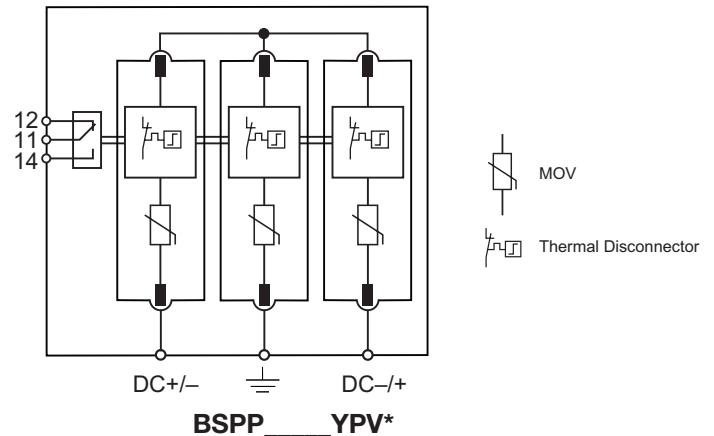 12
11
14
MOV
Thermal Disconnector
DC+/–
DC–/+
BSPP_____YPV*